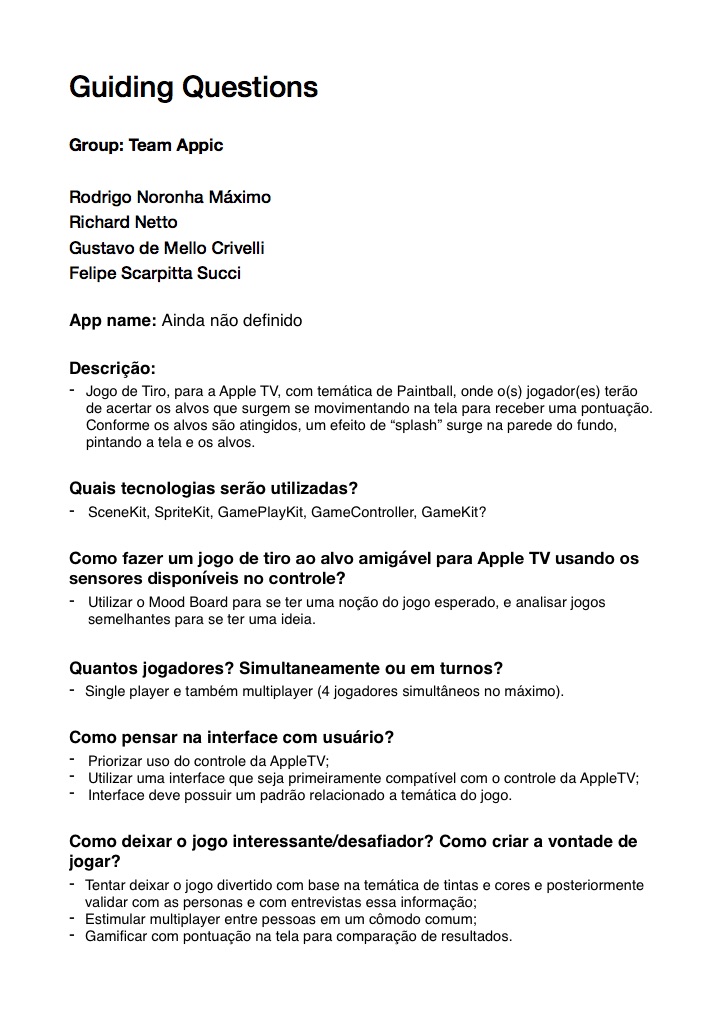 Guiding Questions
Group: Team Appic
Rodrigo Noronha Máximo
Richard Netto
Gustavo de Mello Crivelli
Felipe Scarpitta Succi
App name: Ainda não definido
Descrição:
- Jogo de Tiro, para a Apple TV, com temática de Paintball, onde o(s) jogador(es) terão
de acertar os alvos que surgem se movimentando na tela para receber uma pontuação.
Conforme os alvos são atingidos, um efeito de “splash” surge na parede do fundo,
pintando a tela e os alvos.
Quais tecnologias serão utilizadas?
- SceneKit, SpriteKit, GamePlayKit, GameController, GameKit?
Como fazer um jogo de tiro ao alvo amigável para Apple TV usando os
sensores disponíveis no controle?
- Utilizar o Mood Board para se ter uma noção do jogo esperado, e analisar jogos
semelhantes para se ter uma ideia.
Quantos jogadores? Simultaneamente ou em turnos?
- Single player e também multiplayer (4 jogadores simultâneos no máximo).
Como pensar na interface com usuário?
- Priorizar uso do controle da AppleTV;
- Utilizar uma interface que seja primeiramente compatível com o controle da AppleTV;
- Interface deve possuir um padrão relacionado a temática do jogo.
Como deixar o jogo interessante/desafiador? Como criar a vontade de
jogar?
- Tentar deixar o jogo divertido com base na temática de tintas e cores e posteriormente
validar com as personas e com entrevistas essa informação;
- Estimular multiplayer entre pessoas em um cômodo comum;
- Gamificar com pontuação na tela para comparação de resultados.